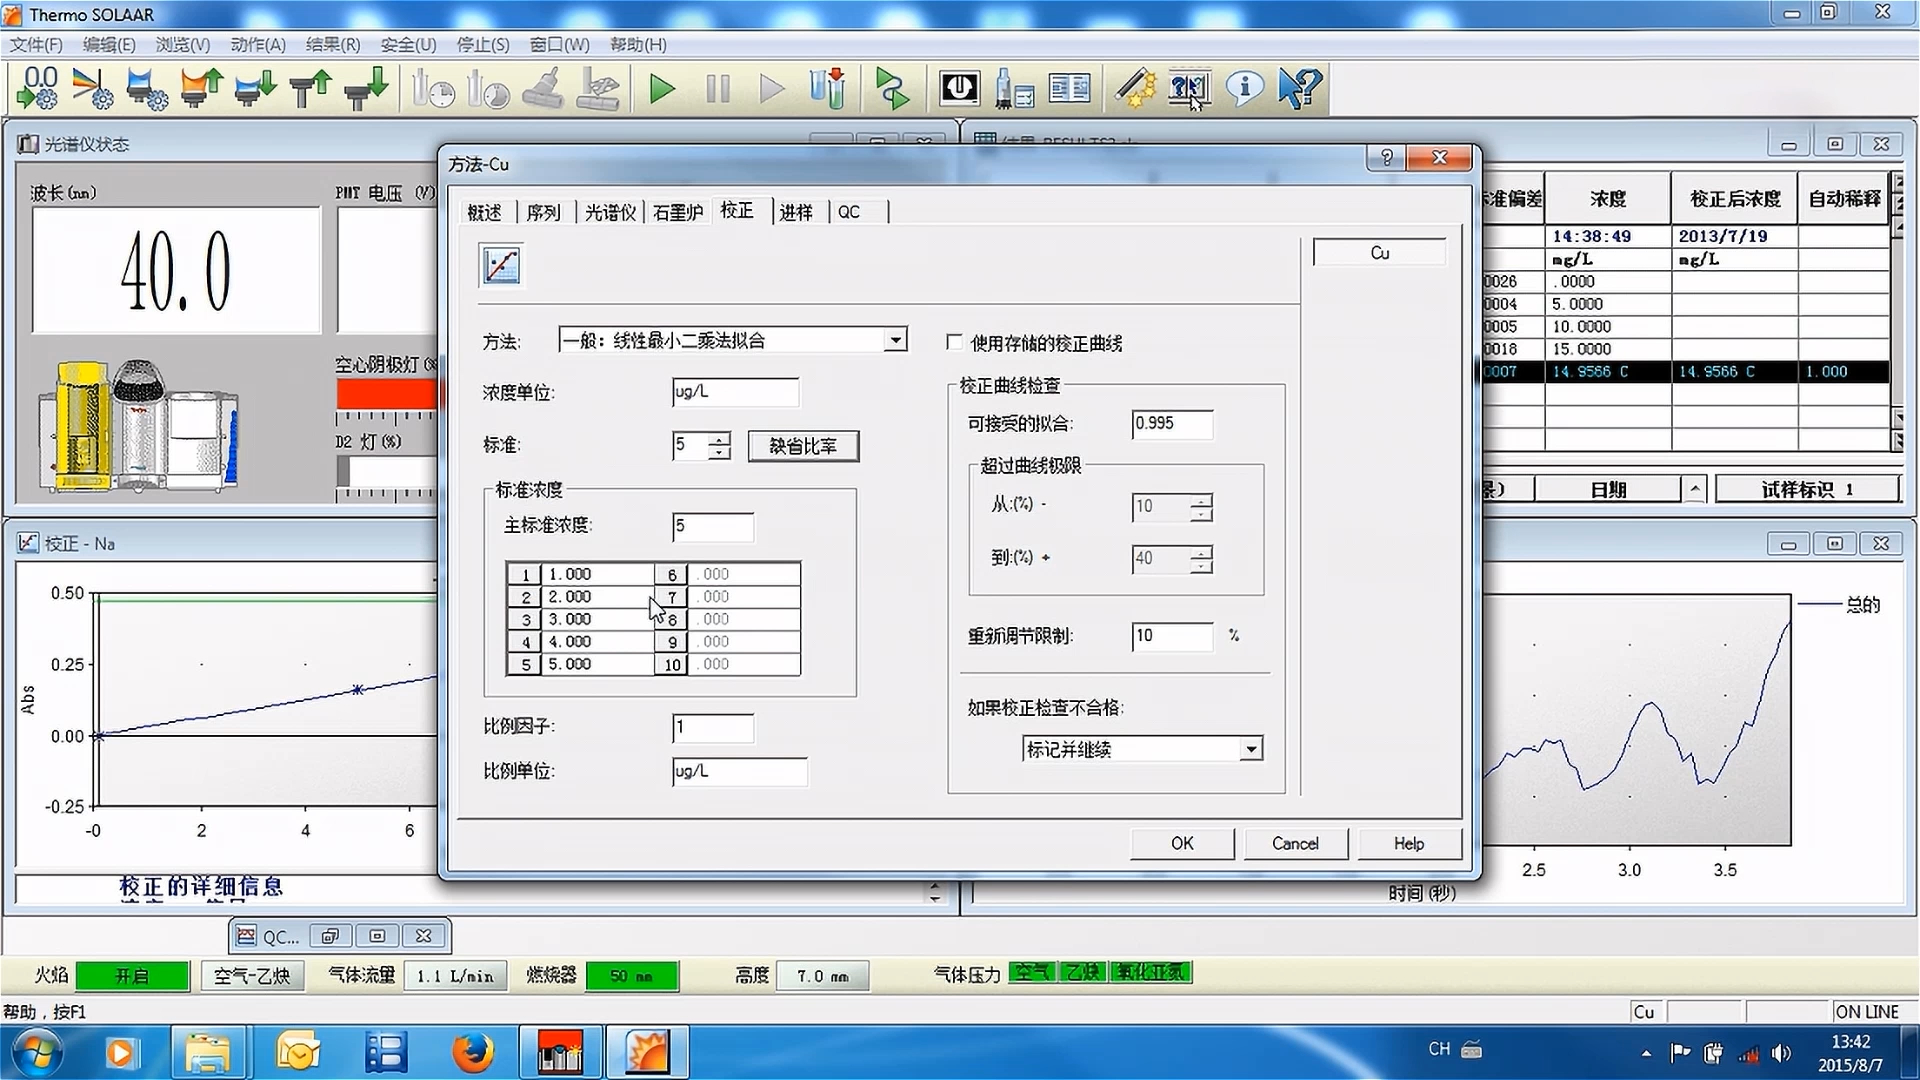 Thermo SOLAAR
文件(F) 编辑(E) 浏览(V) 动作(A) 结果(R) 安全(U) 停止(S) 窗口(W) 帮助(H)
0.0
光谱仪状态
波长(nm)
PMT 电压 (V)
40.0
空心阴极灯(%
D2 灯(%)
方法-Cu
概述 序列 光谱仪 石墨炉 校正 进样 QC
Cu
方法: 一般: 线性最小二乘法拟合
使用存储的校正曲线
浓度单位: ug/L
标准: 5 缺省比率
标准浓度
主标准浓度: 5
1 1.000 6 .000
2 2.000 7 .000
3 3.000 8 .000
4 4.000 9 .000
5 5.000 10 .000
比例因子: 1
比例单位: ug/L
校正曲线检查
可接受的拟合: 0.995
超过曲线极限
从:(%) - 10
到:(%) + 40
重新调节限制: 10 %
如果校正检查不合格:
标记并继续
OK Cancel Help
准偏差 浓度 校正后浓度 自动稀释
14:38:49 2013/7/19
mg/L mg/L
0026 .0000
0004 5.0000
0005 10.0000
0018 15.0000
0007 14.9566 C 14.9566 C 1.000
日期 试样标识 1
校正 - Na
0.50
0.25
0.00
-0.25
Abs
-0 2 4 6
校正的详细信息
总的
2.5 3.0 3.5
时间(秒)
QC...
火焰 开启 空气-乙炔 气体流量 1.1 L/min 燃烧器 50 mm 高度 7.0 mm 气体压力 空气 乙炔 氧化亚氮
帮助，按F1
Cu ON LINE
CH
13:42
2015/8/7